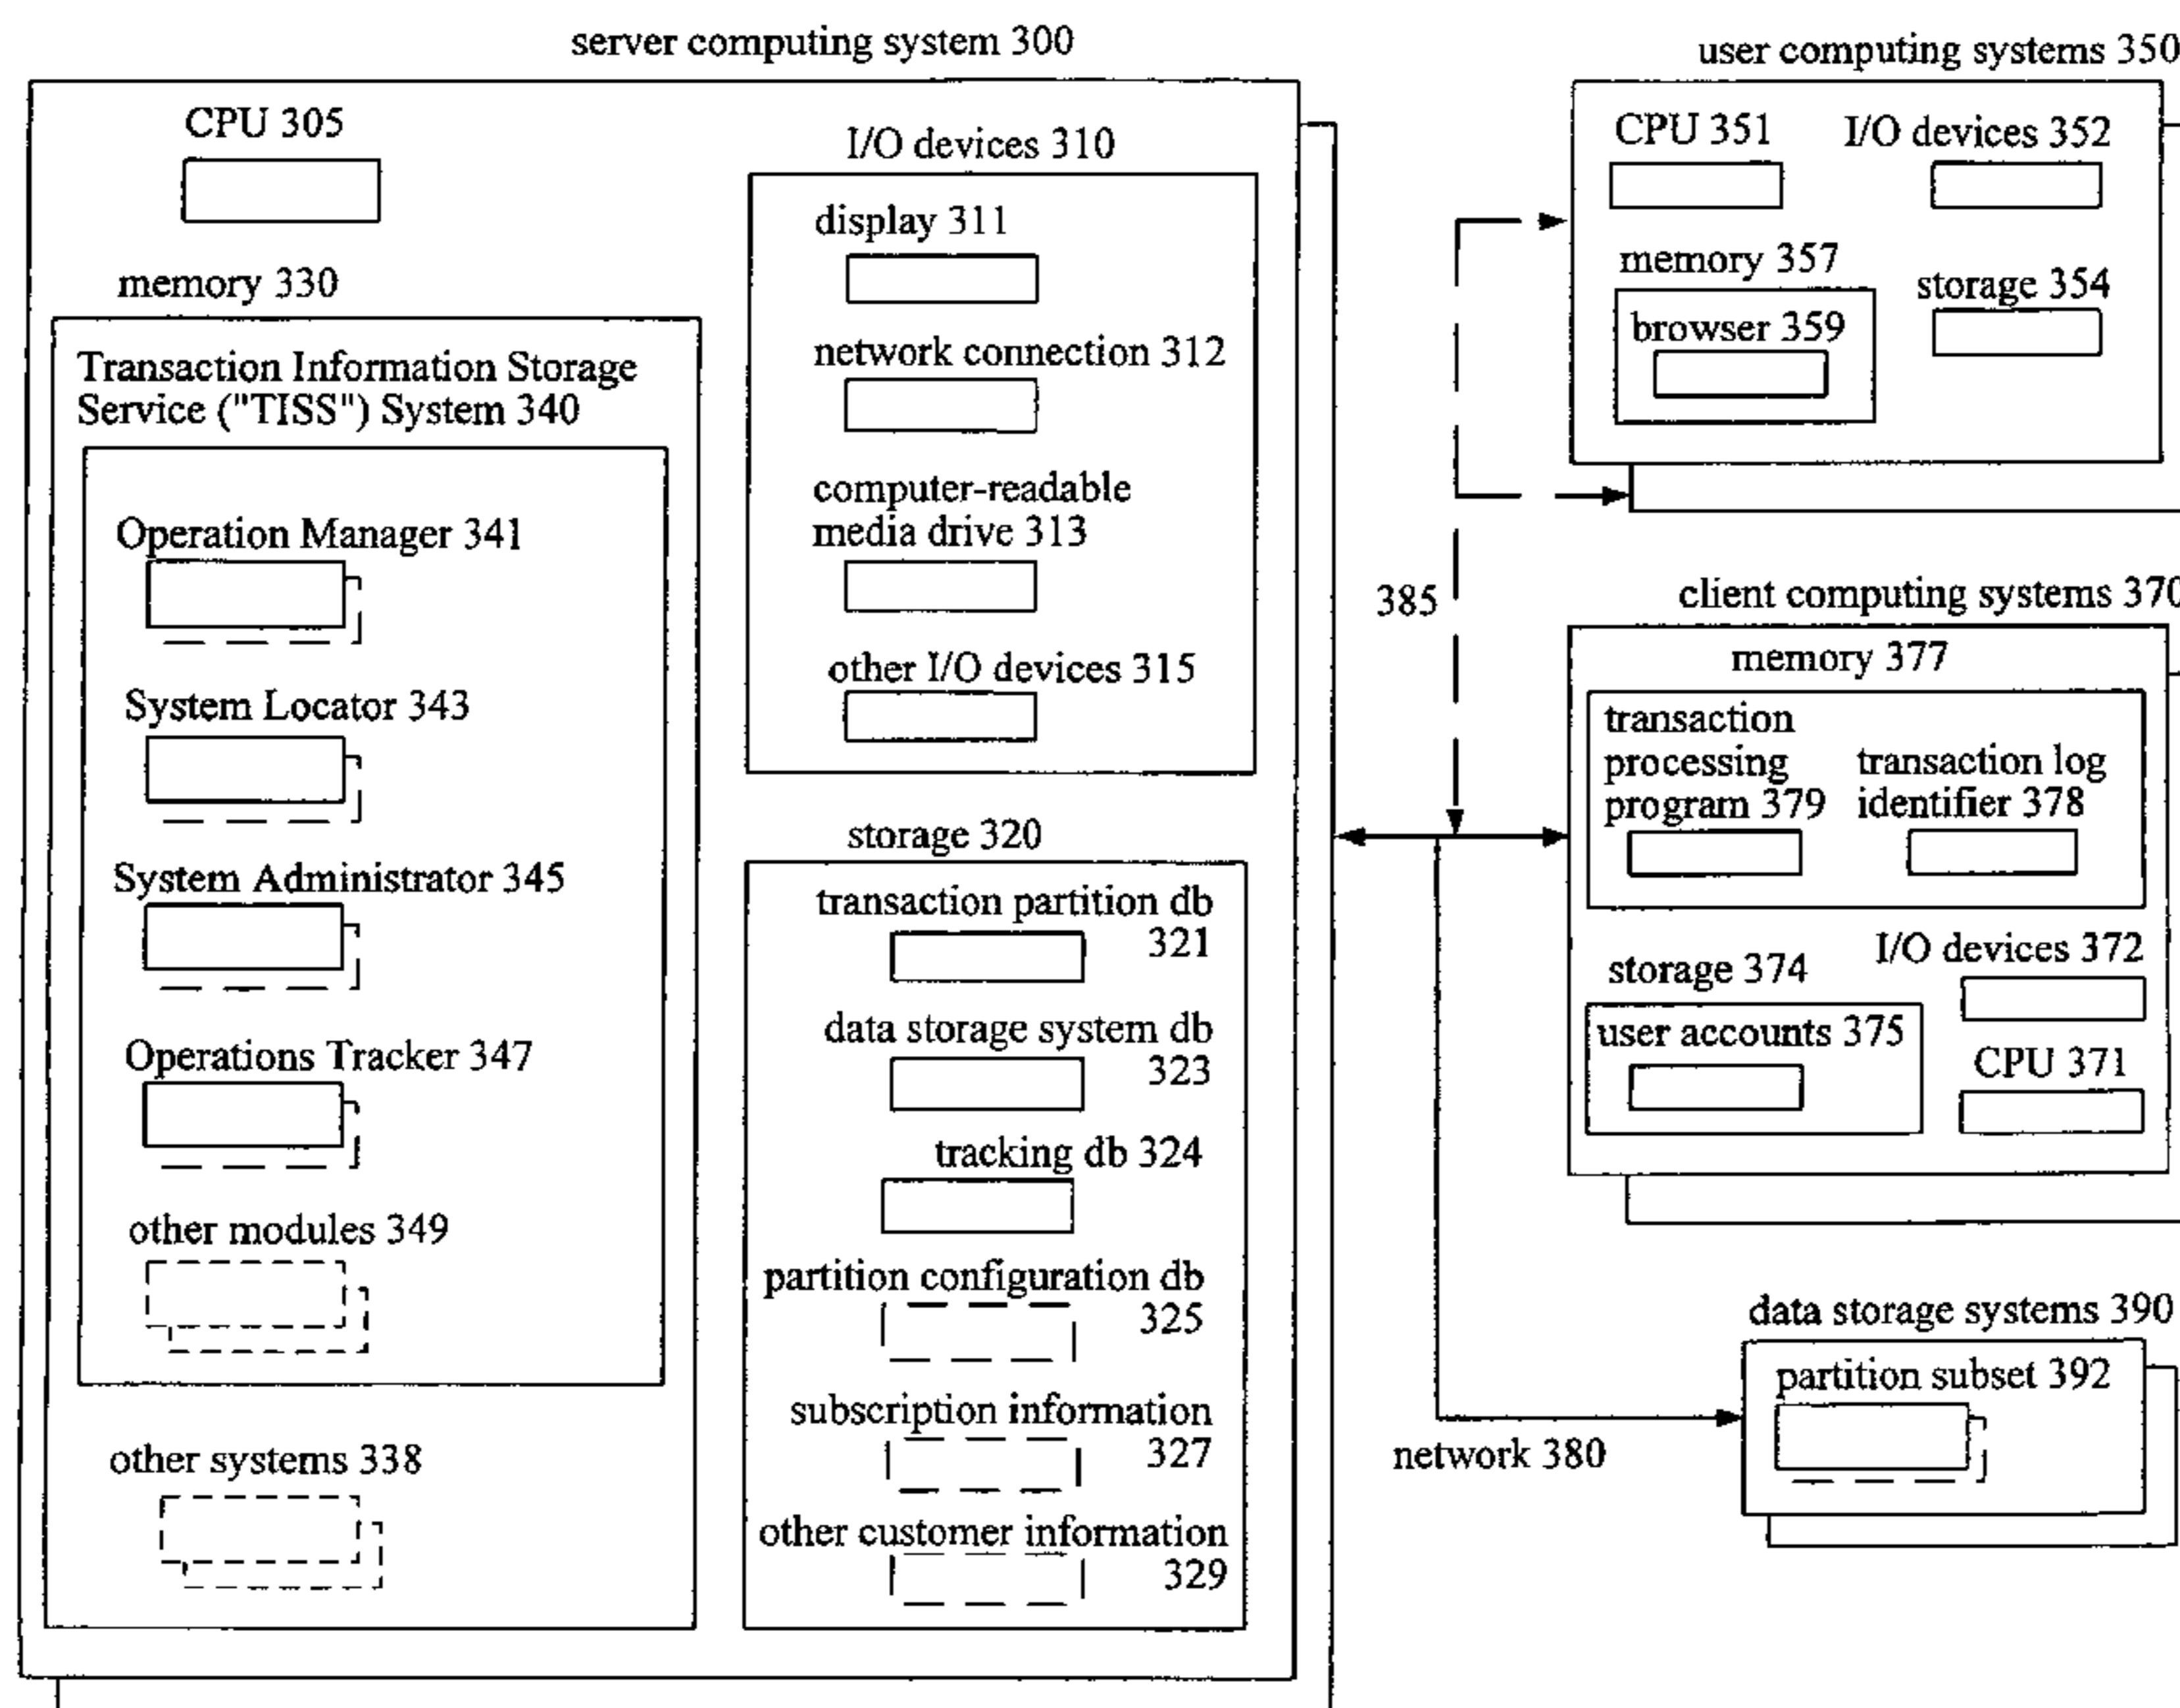 server computing system 300
CPU 305
memory 330
Transaction Information Storage
Service ("TISS") System 340
Operation Manager 341
System Locator 343
System Administrator 345
Operations Tracker 347
other modules 349
other systems 338
I/O devices 310
display 311
network connection 312
computer-readable
media drive 313
other I/O devices 315
storage 320
transaction partition db
321
data storage system db
323
tracking db 324
partition configuration db
325
subscription information
327
other customer information
329
385
network 380
user computing systems 350
CPU 351
I/O devices 352
memory 357
browser 359
storage 354
client computing systems 370
memory 377
transaction
processing
program 379
transaction log
identifier 378
storage 374
user accounts 375
I/O devices 372
CPU 371
data storage systems 390
partition subset 392